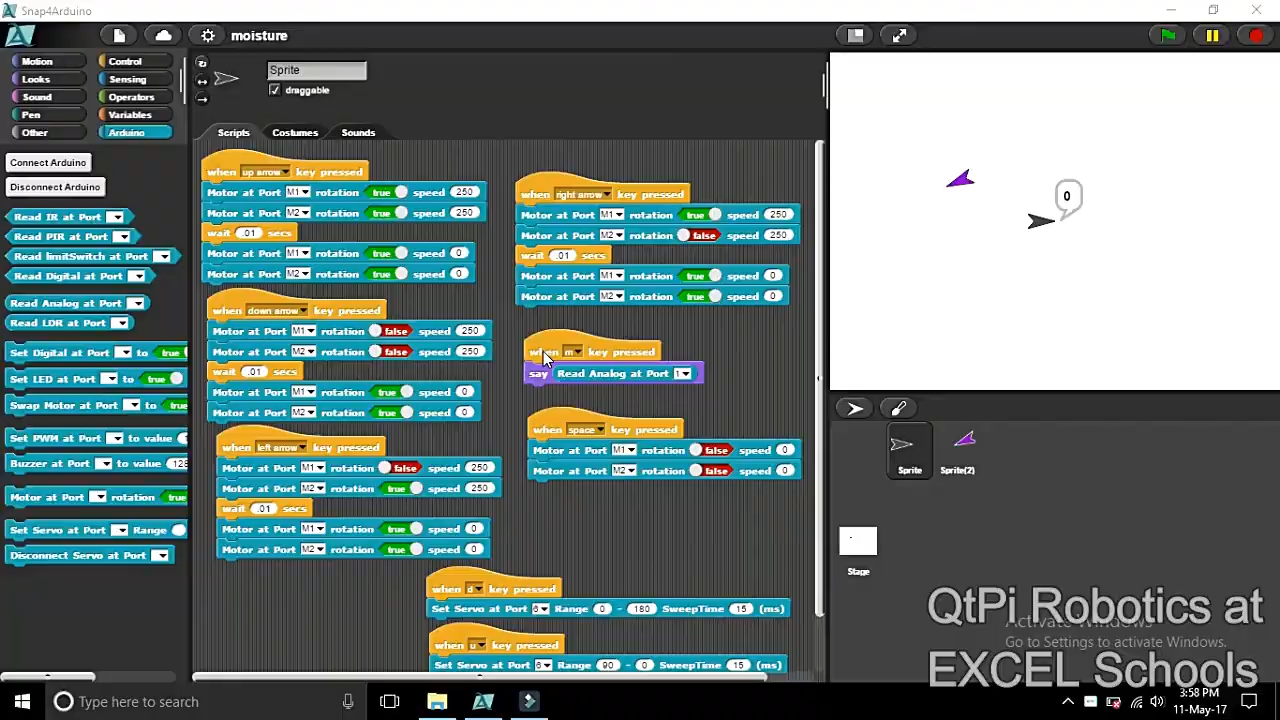 Snap4Arduino
moisture
Motion
Control
Looks
Sensing
Sound
Operators
Pen
Variables
Other
Arduino
Connect Arduino
Disconnect Arduino
Read IR at Port
Read PIR at Port
Read limitSwitch at Port
Read Digital at Port
Read Analog at Port
Read LDR at Port
Set Digital at Port to true
Set LED at Port to true
Swap Motor at Port to true
Set PWM at Port to value
Buzzer at Port to value 128
Motor at Port rotation true
Set Servo at Port Range
Disconnect Servo at Port
Sprite
draggable
Scripts Costumes Sounds
when up arrow key pressed
Motor at Port M1 rotation true speed 250
Motor at Port M2 rotation true speed 250
wait .01 secs
Motor at Port M1 rotation true speed 0
Motor at Port M2 rotation true speed 0
when down arrow key pressed
Motor at Port M1 rotation false speed 250
Motor at Port M2 rotation false speed 250
wait .01 secs
Motor at Port M1 rotation true speed 0
Motor at Port M2 rotation true speed 0
when left arrow key pressed
Motor at Port M1 rotation false speed 250
Motor at Port M2 rotation true speed 250
wait .01 secs
Motor at Port M1 rotation true speed 0
Motor at Port M2 rotation true speed 0
when right arrow key pressed
Motor at Port M1 rotation true speed 250
Motor at Port M2 rotation false speed 250
wait .01 secs
Motor at Port M1 rotation true speed 0
Motor at Port M2 rotation true speed 0
when m key pressed
say Read Analog at Port 1
when space key pressed
Motor at Port M1 rotation false speed 0
Motor at Port M2 rotation false speed 0
when d key pressed
Set Servo at Port 6 Range 0 - 180 SweepTime 15 (ms)
when u key pressed
Set Servo at Port 6 Range 90 - 0 SweepTime 15 (ms)
0
Sprite
Sprite(2)
Stage
QtPi Robotics at
Activate Windows
Go to Settings to activate Windows.
EXCEL Schools
Type here to search
3:58 PM
11-May-17